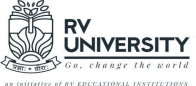 RV
UNIVERSITY
Go, change the world
an initiative of RV EDUCATIONAL INSTITUTIONS